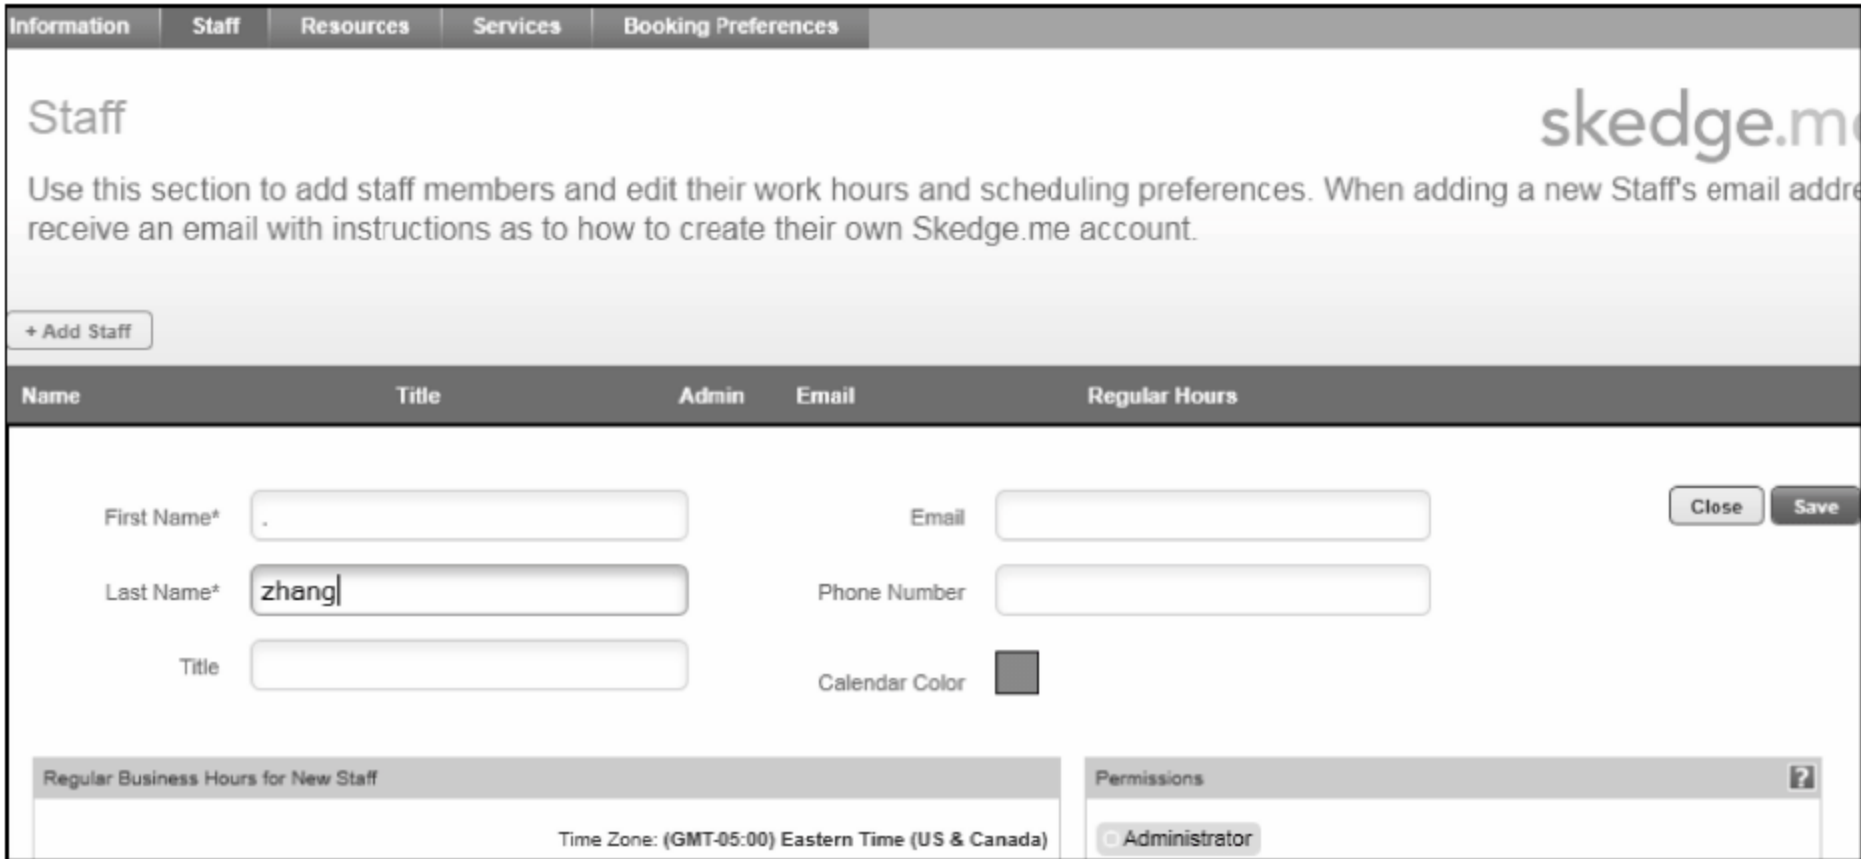 Information Staff Resources Services Booking Preferences
Staff
skedge.me
Use this section to add staff members and edit their work hours and scheduling preferences. When adding a new Staff's email addre
receive an email with instructions as to how to create their own Skedge.me account.
+ Add Staff
Name Title Admin Email Regular Hours
First Name* . Email Close Save
Last Name* zhang Phone Number
Title Calendar Color
Regular Business Hours for New Staff Permissions ?
Time Zone: (GMT-05:00) Eastern Time (US & Canada) Administrator